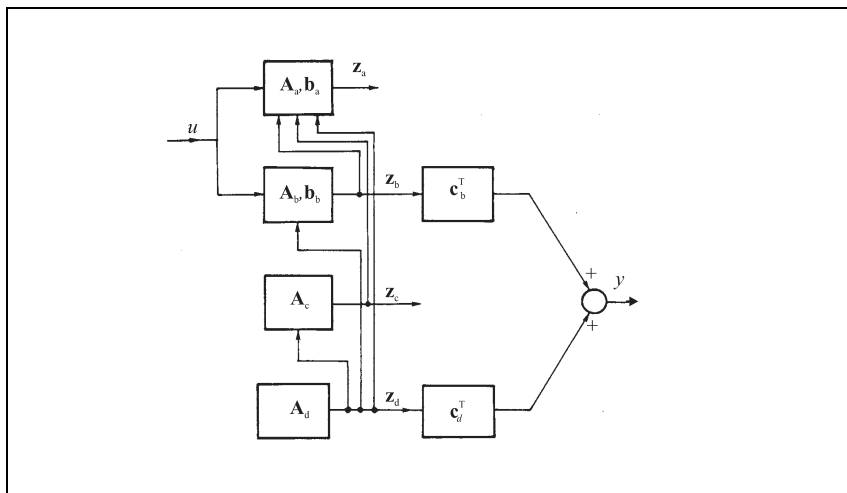 z_a
A_a, b_a
u
A_b, b_b
z_b
c_b^T
+
y
A_c
z_c
+
A_d
z_d
c_d^T